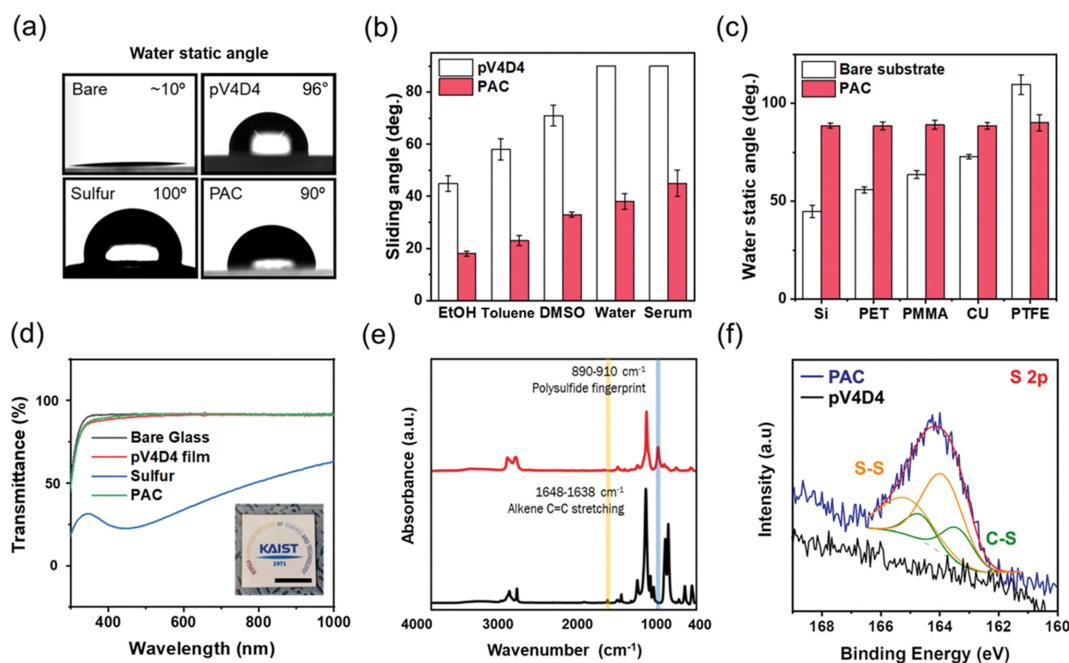 (a)
Water static angle
Bare ~10°
pV4D4 96°
Sulfur 100°
PAC 90°
(b)
Sliding angle (deg.)
80
60
40
20
0
pV4D4
PAC
EtOH Toluene DMSO Water Serum
(c)
Water static angle (deg.)
100
50
0
Bare substrate
PAC
Si PET PMMA CU PTFE
(d)
Transmittance (%)
100
50
0
Bare Glass
pV4D4 film
Sulfur
PAC
KAIST
1971
400 600 800 1000
Wavelength (nm)
(e)
Absorbance (a.u.)
890-910 cm⁻¹
Polysulfide fingerprint
1648-1638 cm⁻¹
Alkene C=C stretching
4000 3000 2000 1000 400
Wavenumber (cm⁻¹)
(f)
Intensity (a.u)
PAC
pV4D4
S 2p
S-S
C-S
168 166 164 162 160
Binding Energy (eV)